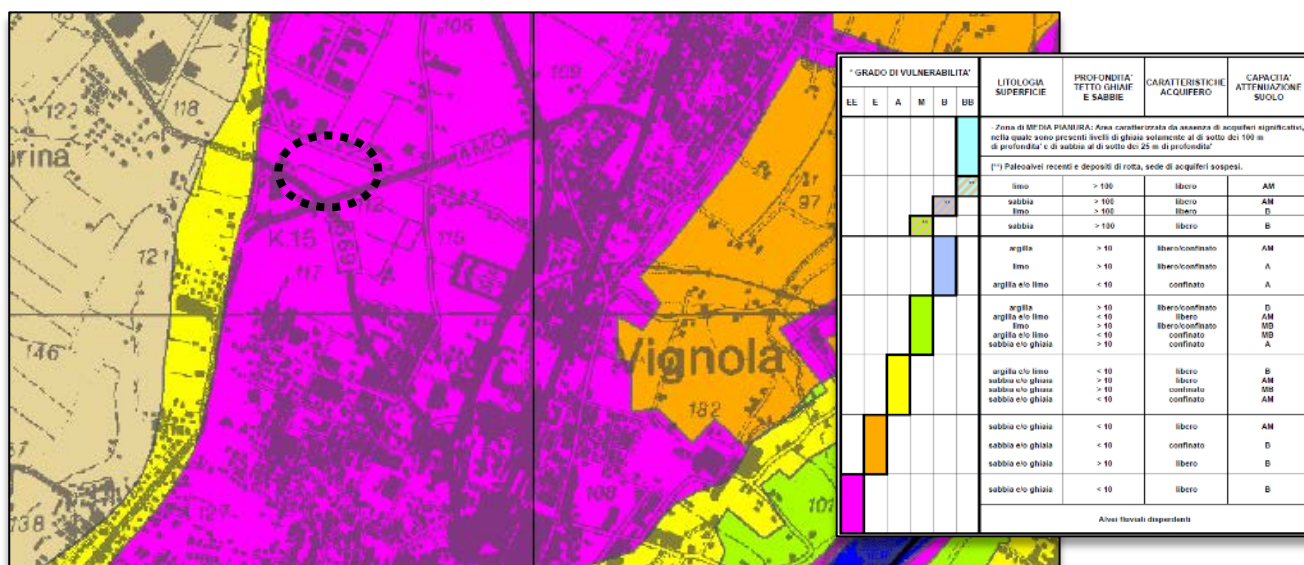 106
122
118
109
urina
K.15
97
121
117
115
146
Vignola
182
108
127
138
" GRADO DI VULNERABILITA'
LITOLOGIA SUPERFICIE
PROFONDITA' TETTO GHIAIE E SABBIE
CARATTERISTICHE ACQUIFERO
CAPACITA' ATTENUAZIONE SUOLO
EE E A M B BB
- Zona di MEDIA PIANURA: Area caratterizzata da assenza di acquiferi significativi,
nella quale sono presenti livelli di ghiaia solamente al di sotto dei 100 m
di profondita' e di sabbia al di sotto dei 25 m di profondita'
(**) Paleoalvei recenti e depositi di rotta, sede di acquiferi sospesi.
limo > 100 libero AM
sabbia > 100 libero AM
limo > 100 libero B
sabbia > 100 libero B
argilla > 10 libero/confinato AM
limo > 10 libero/confinato A
argilla e/o limo < 10 confinato A
argilla > 10 libero/confinato B
argilla e/o limo < 10 libero AM
limo > 10 libero/confinato MB
argilla e/o limo < 10 confinato MB
sabbia e/o ghiaia > 10 confinato A
argilla e/o limo < 10 libero B
sabbia e/o ghiaia > 10 libero AM
sabbia e/o ghiaia > 10 confinato MB
sabbia e/o ghiaia < 10 confinato AM
sabbia e/o ghiaia < 10 libero AM
sabbia e/o ghiaia < 10 confinato B
sabbia e/o ghiaia > 10 libero B
sabbia e/o ghiaia < 10 libero B
Alvei fluviali disperdenti